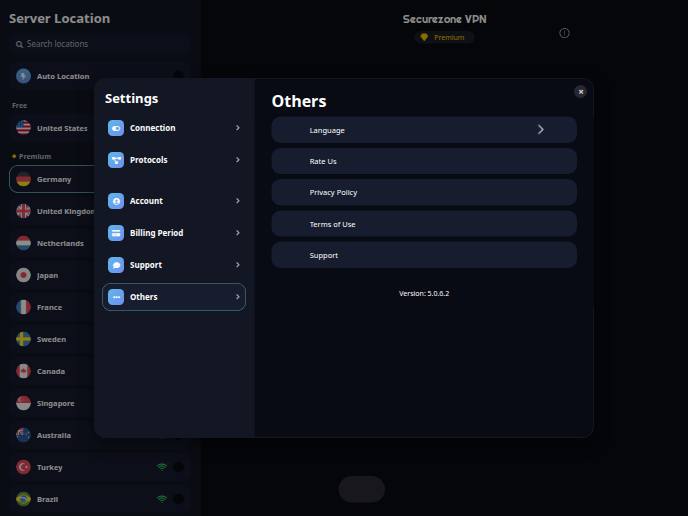 Server Location
Search locations
Auto Location
Free
United States
Premium
Germany
United Kingdom
Netherlands
Japan
France
Sweden
Canada
Singapore
Australia
Turkey
Brazil
Securezone VPN
Premium
Settings
Connection
Protocols
Account
Billing Period
Support
Others
Others
Language
Rate Us
Privacy Policy
Terms of Use
Support
Version: 5.0.6.2